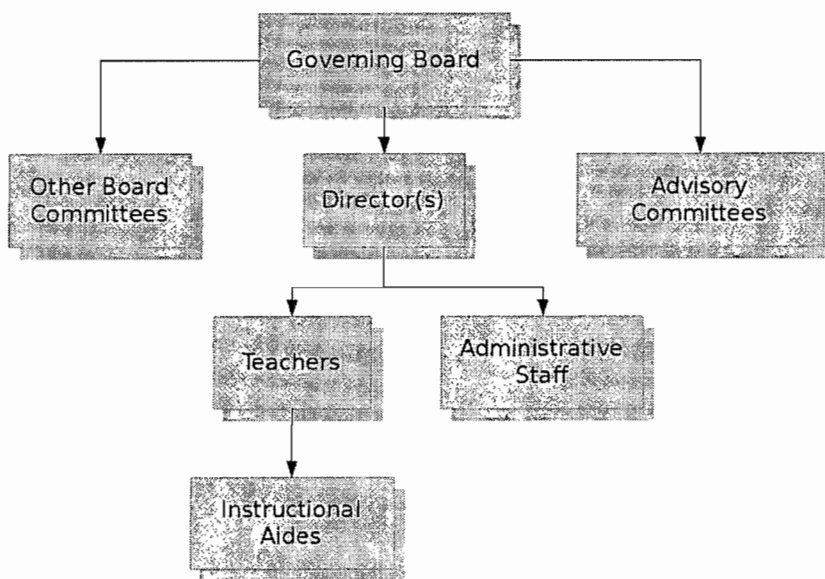 Governing Board
Other Board
Committees
Director(s)
Advisory
Committees
Teachers
Administrative
Staff
Instructional
Aides